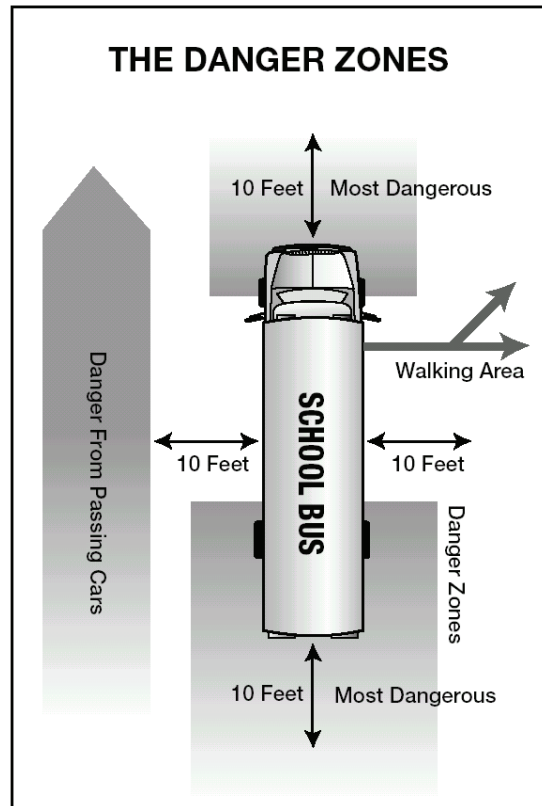 THE DANGER ZONES
10 Feet
Most Dangerous
Walking Area
Danger From Passing Cars
SCHOOL BUS
10 Feet
10 Feet
Danger Zones
10 Feet
Most Dangerous